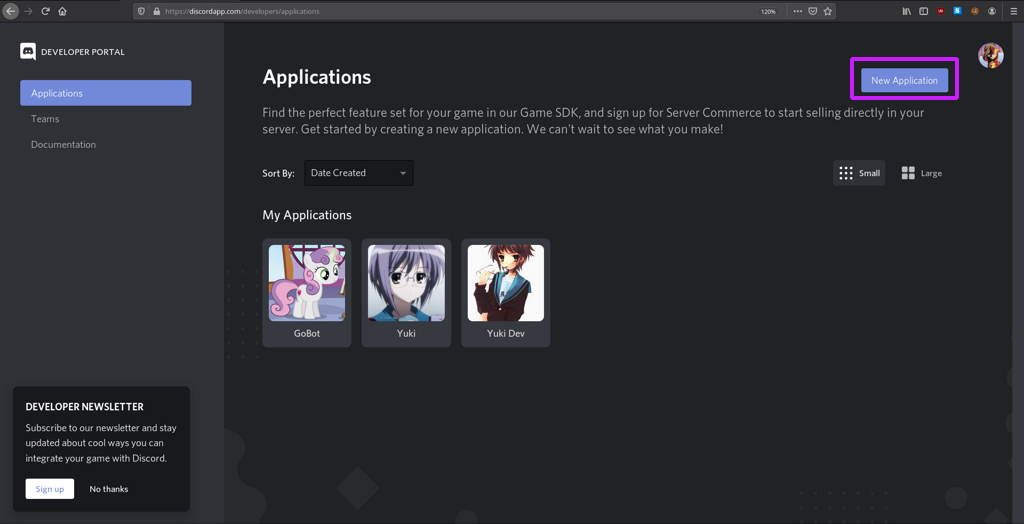 https://discordapp.com/developers/applications
120%
DEVELOPER PORTAL
Applications
Teams
Documentation
Applications
New Application
Find the perfect feature set for your game in our Game SDK, and sign up for Server Commerce to start selling directly in your
server. Get started by creating a new application. We can't wait to see what you make!
Sort By:
Date Created
Small
Large
My Applications
GoBot
Yuki
Yuki Dev
DEVELOPER NEWSLETTER
Subscribe to our newsletter and stay
updated about cool ways you can
integrate your game with Discord.
Sign up
No thanks